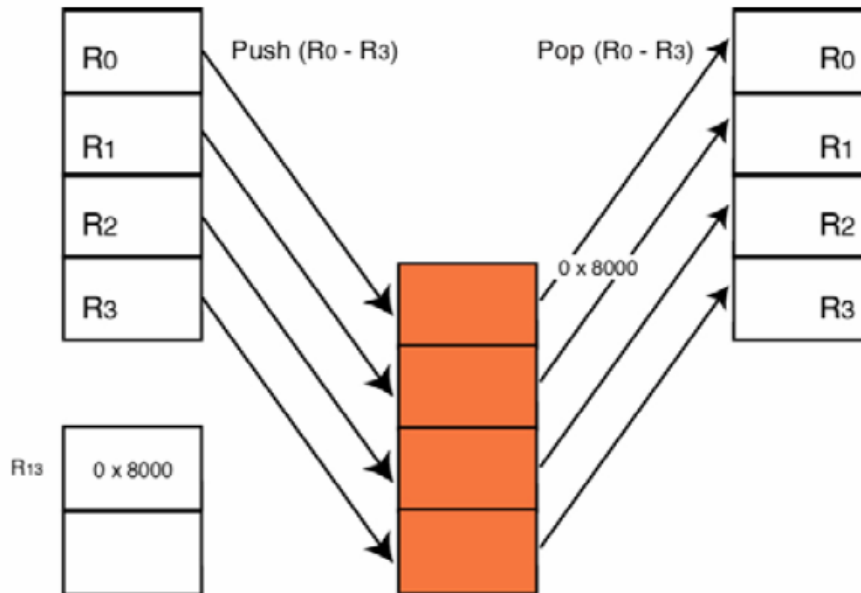 R0
Push (R0 - R3)
Pop (R0 - R3)
R0
R1
R1
R2
R2
0 x 8000
R3
R3
R13
0 x 8000